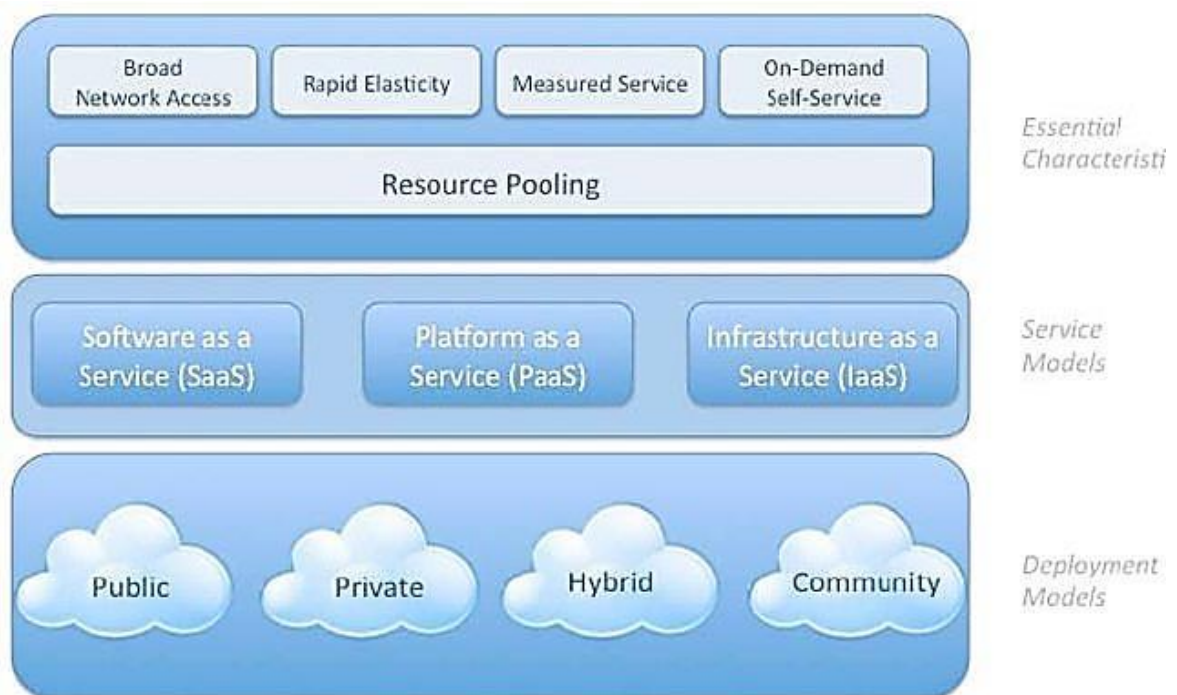 Broad
Network Access
Rapid Elasticity
Measured Service
On-Demand
Self-Service
Resource Pooling
Essential
Characteristi
Software as a
Service (SaaS)
Platform as a
Service (PaaS)
Infrastructure as a
Service (IaaS)
Service
Models
Public
Private
Hybrid
Community
Deployment
Models